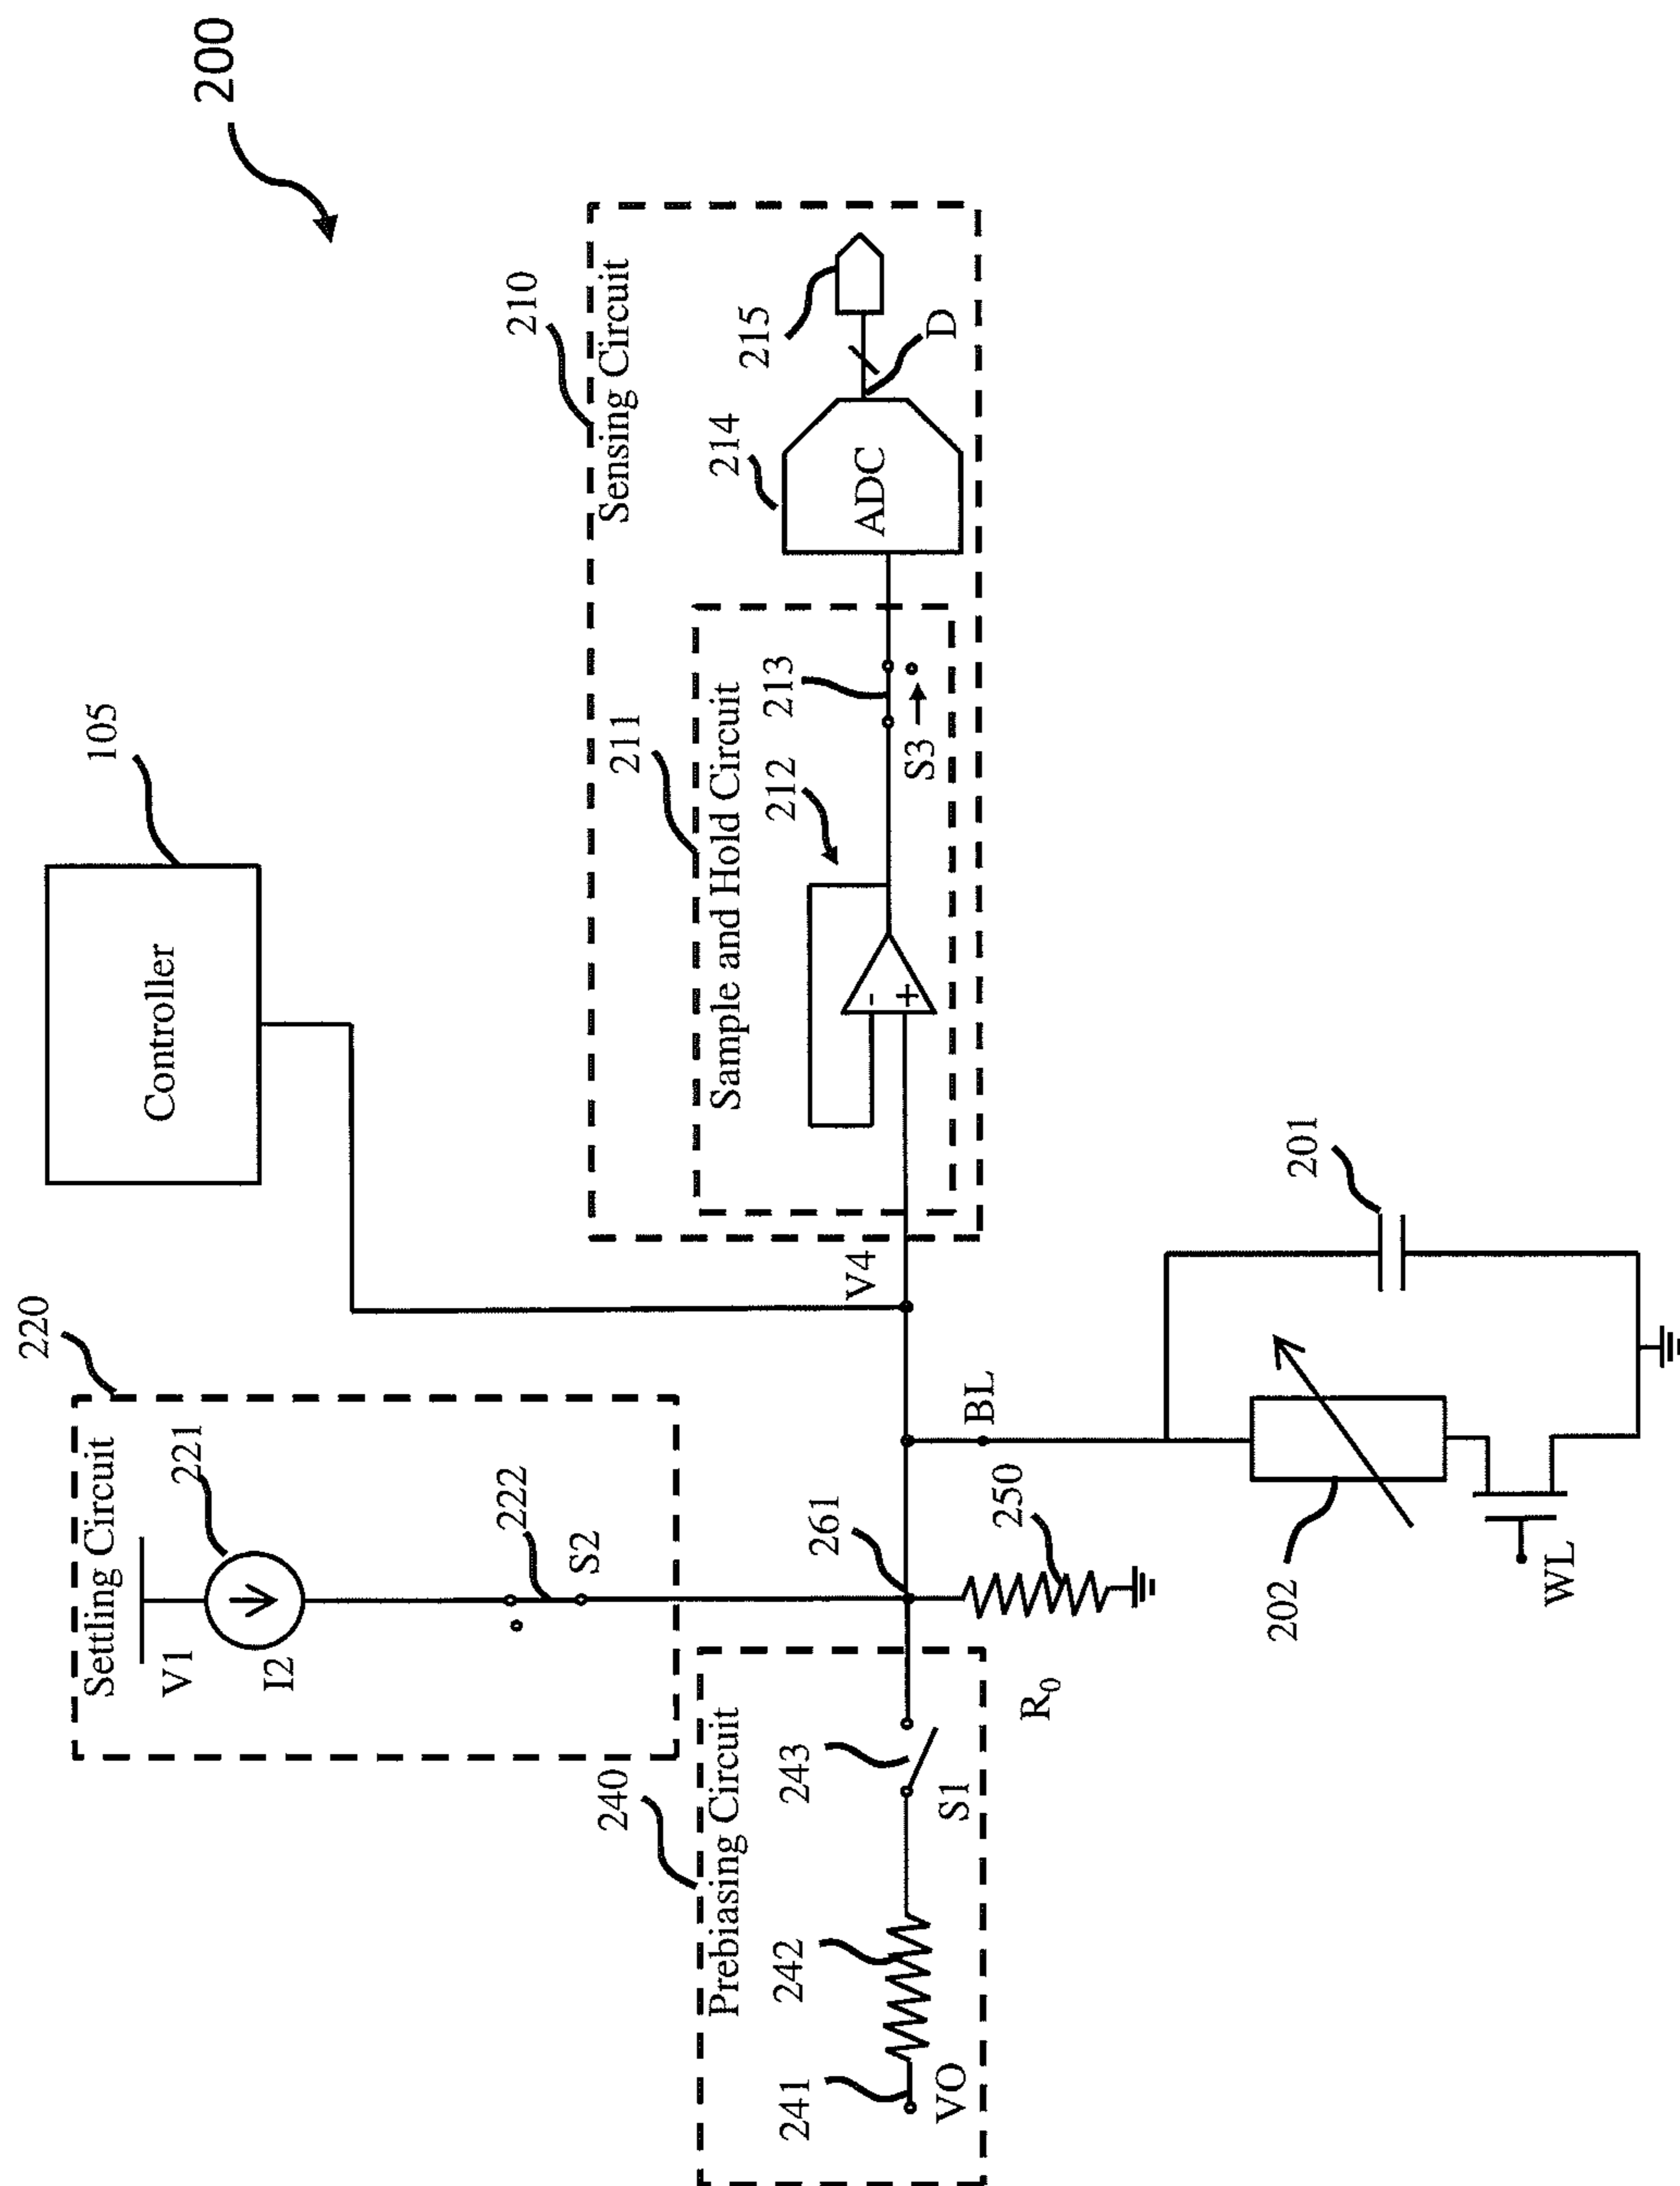 200
105
Controller
220
Settling Circuit
V1
221
I2
222
S2
210
Sensing Circuit
211
Sample and Hold Circuit
212
213
S3
214
ADC
215
D
-
+
V4
240
Prebiasing Circuit
241
VO
242
243
S1
261
R0
250
BL
201
202
WL